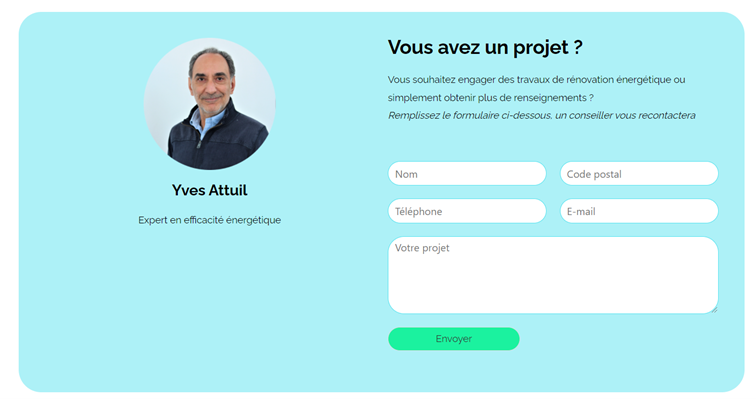 Yves Attuil
Expert en efficacité énergétique
Vous avez un projet ?
Vous souhaitez engager des travaux de rénovation énergétique ou
simplement obtenir plus de renseignements ?
Remplissez le formulaire ci-dessous, un conseiller vous recontactera
Nom
Code postal
Téléphone
E-mail
Votre projet
Envoyer